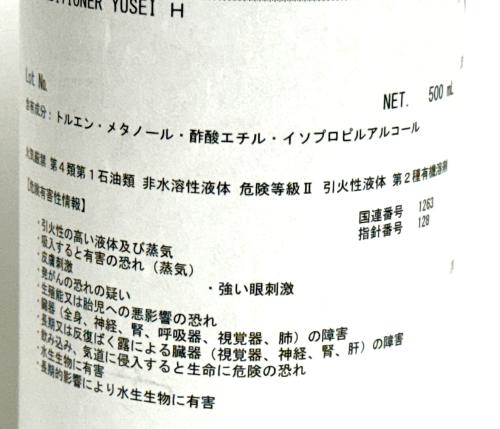 DITIONER YUSEI H
Lot No.
NET. 500 mL
含有成分：トルエン・メタノール・酢酸エチル・イソプロピルアルコール
火気厳禁 第4類第1石油類 非水溶性液体 危険等級Ⅱ 引火性液体 第2種有機溶剤
【危険有害性情報】
国連番号 1263
指針番号 128
・引火性の高い液体及び蒸気
・吸入すると有害の恐れ（蒸気）
・皮膚刺激 ・強い眼刺激
・発がんの恐れの疑い
・生殖能又は胎児への悪影響の恐れ
・臓器（全身、神経、腎、呼吸器、視覚器、肺）の障害
・長期又は反復ばく露による臓器（視覚器、神経、腎、肝）の障害
・飲み込み、気道に侵入すると生命に危険の恐れ
・水生生物に有害
・長期的影響により水生生物に有害